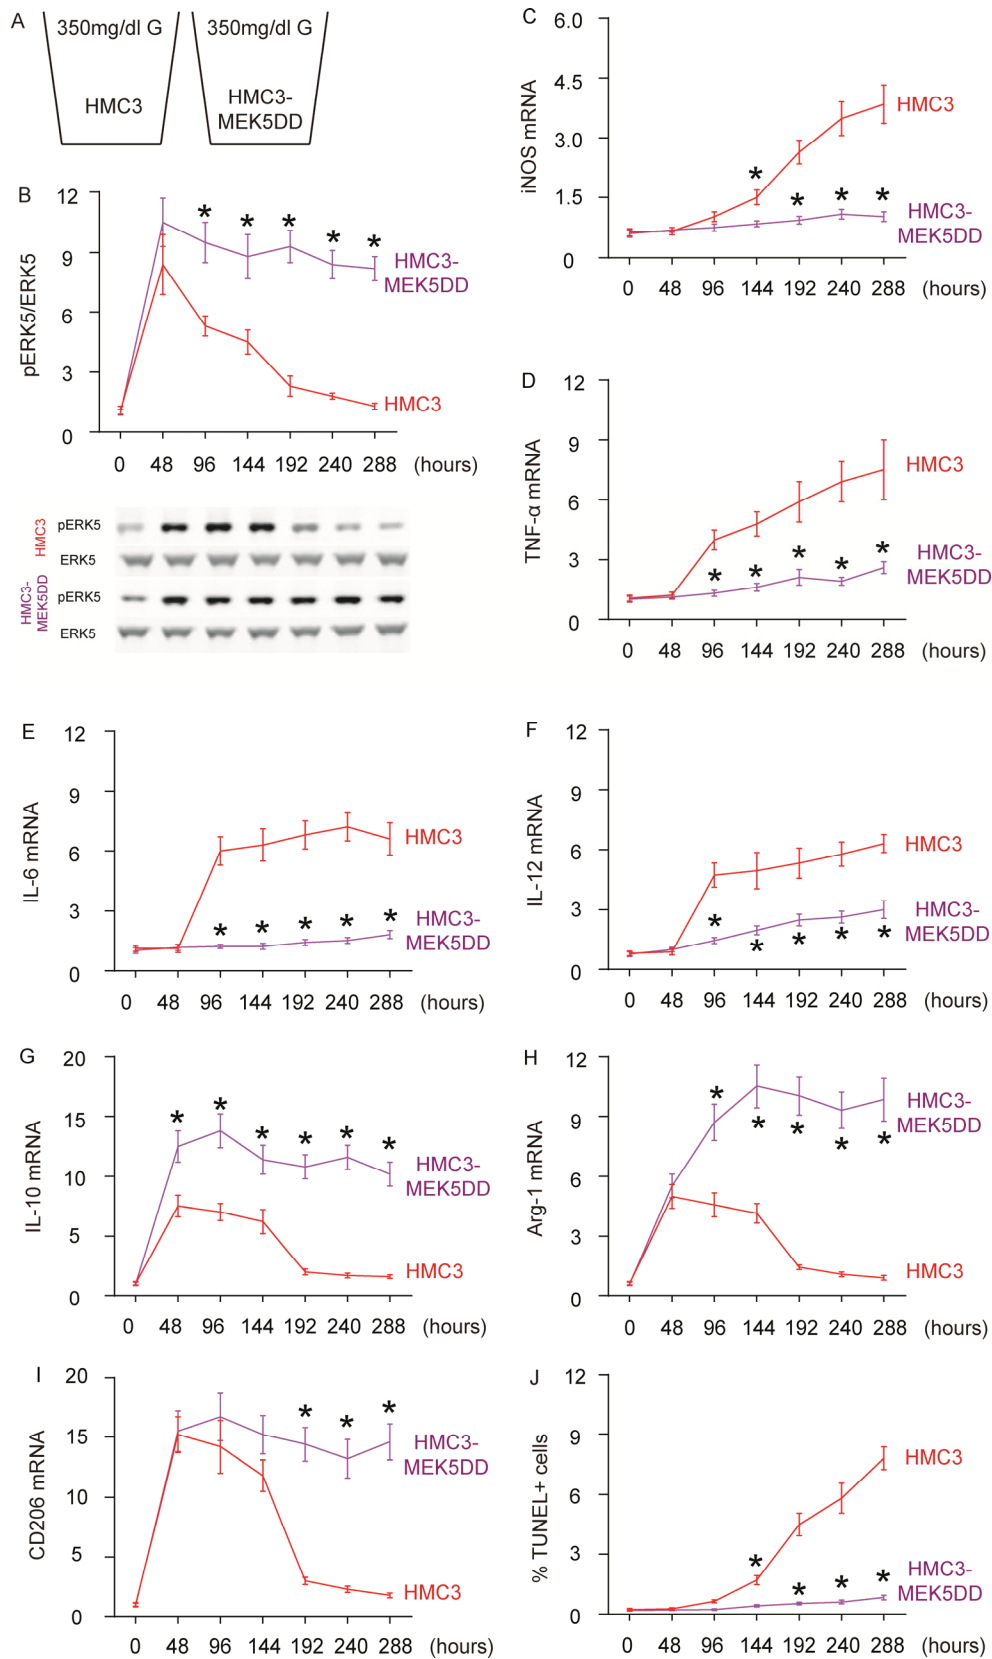 A
350mg/dl G
350mg/dl G
HMC3
HMC3-
MEK5DD
B
pERK5/ERK5
12
9
6
3
0
* * * * *
HMC3-
MEK5DD
HMC3
0 48 96 144 192 240 288 (hours)
HMC3
pERK5
ERK5
HMC3-
MEK5DD
pERK5
ERK5
C
iNOS mRNA
6.0
4.5
3.0
1.5
0
HMC3
* * * *
HMC3-
MEK5DD
0 48 96 144 192 240 288 (hours)
D
TNF-α mRNA
12
9
6
3
0
HMC3
* * * * *
HMC3-
MEK5DD
0 48 96 144 192 240 288 (hours)
E
IL-6 mRNA
12
9
6
3
0
HMC3
* * * * *
HMC3-
MEK5DD
0 48 96 144 192 240 288 (hours)
F
IL-12 mRNA
12
9
6
3
0
HMC3
* * * * *
HMC3-
MEK5DD
0 48 96 144 192 240 288 (hours)
G
IL-10 mRNA
20
15
10
5
0
* * * * * *
HMC3-
MEK5DD
HMC3
0 48 96 144 192 240 288 (hours)
H
Arg-1 mRNA
12
9
6
3
0
* * * * *
HMC3-
MEK5DD
HMC3
0 48 96 144 192 240 288 (hours)
I
CD206 mRNA
20
15
10
5
0
* * *
HMC3-
MEK5DD
HMC3
0 48 96 144 192 240 288 (hours)
J
% TUNEL+ cells
12
9
6
3
0
HMC3
* * * *
HMC3-
MEK5DD
0 48 96 144 192 240 288 (hours)